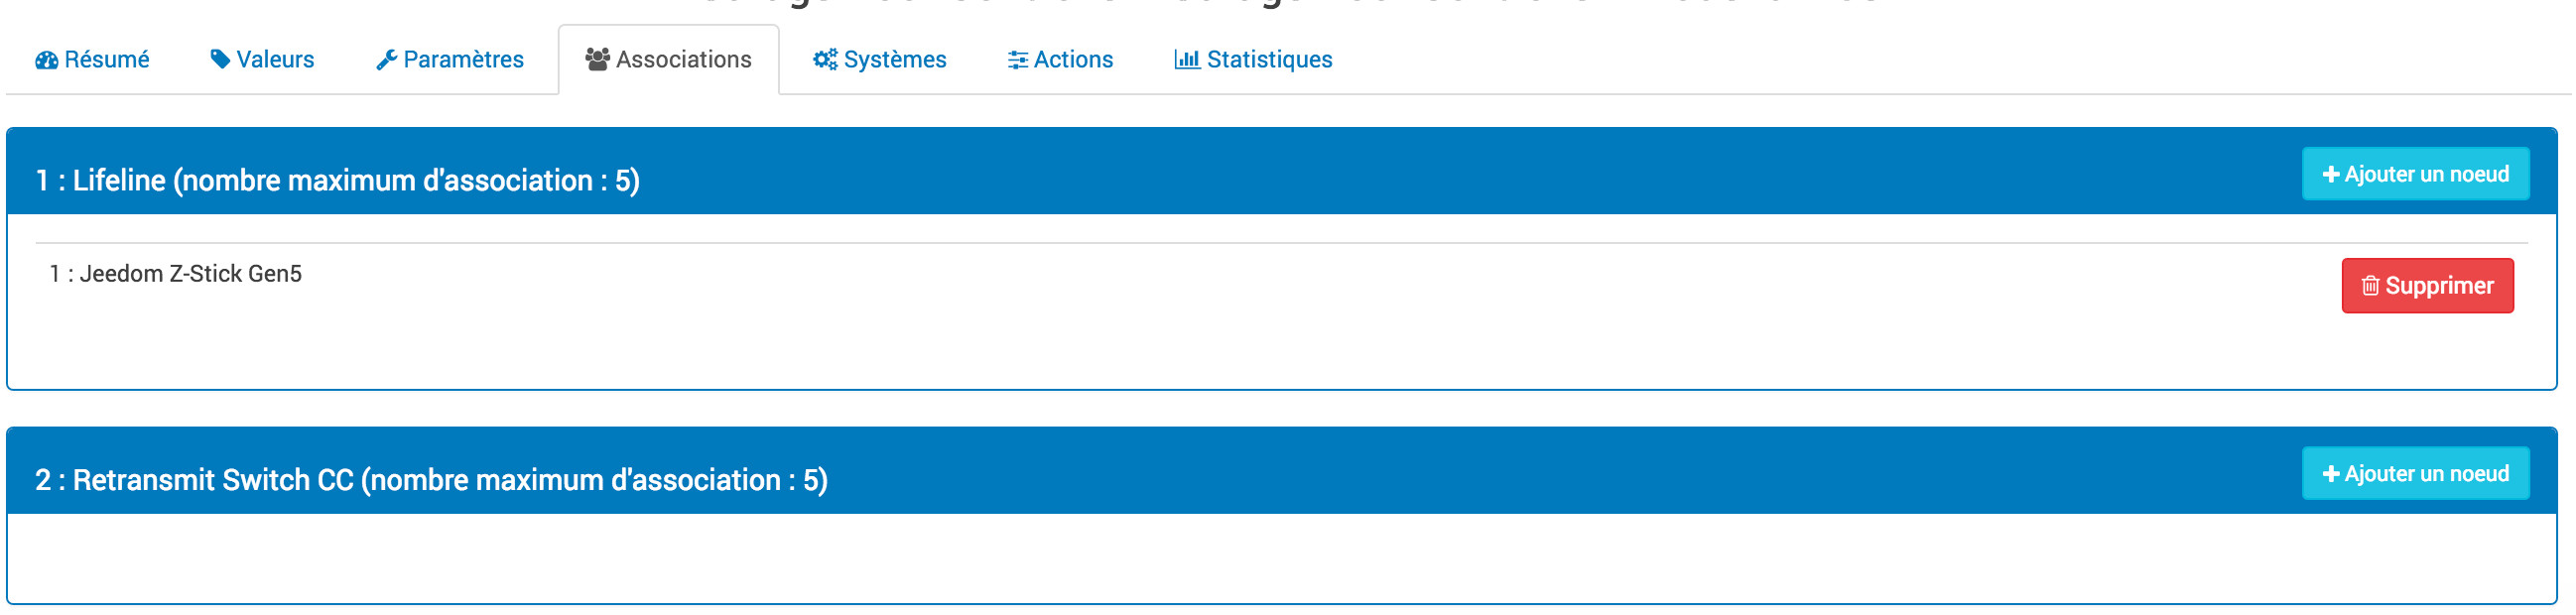 Résumé
Valeurs
Paramètres
Associations
Systèmes
Actions
Statistiques
1 : Lifeline (nombre maximum d'association : 5)
Ajouter un noeud
1 : Jeedom Z-Stick Gen5
Supprimer
2 : Retransmit Switch CC (nombre maximum d'association : 5)
Ajouter un noeud